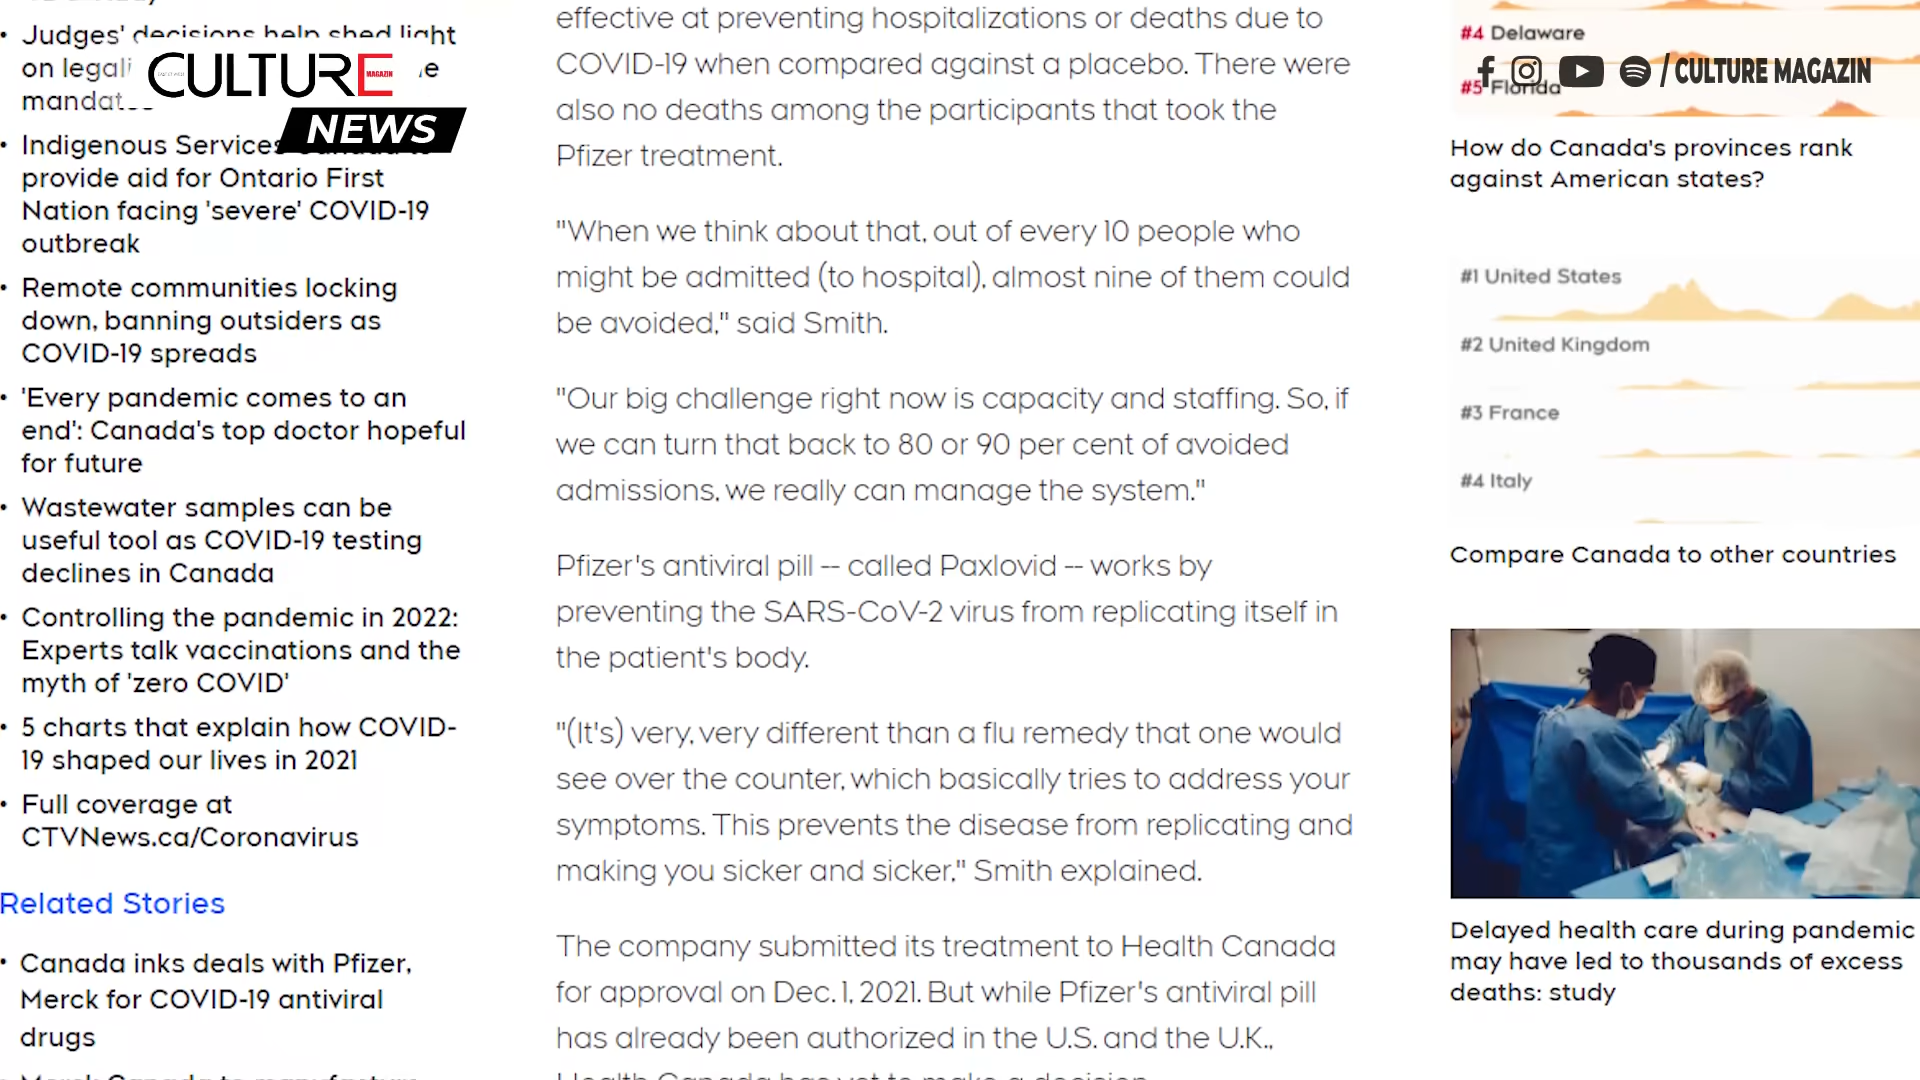 Judges' decisions help shed light
on legali
mandates
Indigenous Services Canada to
provide aid for Ontario First
Nation facing 'severe' COVID-19
outbreak
Remote communities locking
down, banning outsiders as
COVID-19 spreads
'Every pandemic comes to an
end': Canada's top doctor hopeful
for future
Wastewater samples can be
useful tool as COVID-19 testing
declines in Canada
Controlling the pandemic in 2022:
Experts talk vaccinations and the
myth of 'zero COVID'
5 charts that explain how COVID-
19 shaped our lives in 2021
Full coverage at
CTVNews.ca/Coronavirus
Related Stories
Canada inks deals with Pfizer,
Merck for COVID-19 antiviral
drugs
Merck Canada to manufacture
CULTURE
MAGAZIN
NEWS
effective at preventing hospitalizations or deaths due to
COVID-19 when compared against a placebo. There were
also no deaths among the participants that took the
Pfizer treatment.
"When we think about that, out of every 10 people who
might be admitted (to hospital), almost nine of them could
be avoided," said Smith.
"Our big challenge right now is capacity and staffing. So, if
we can turn that back to 80 or 90 per cent of avoided
admissions, we really can manage the system."
Pfizer's antiviral pill -- called Paxlovid -- works by
preventing the SARS-CoV-2 virus from replicating itself in
the patient's body.
"(It's) very, very different than a flu remedy that one would
see over the counter, which basically tries to address your
symptoms. This prevents the disease from replicating and
making you sicker and sicker," Smith explained.
The company submitted its treatment to Health Canada
for approval on Dec. 1, 2021. But while Pfizer's antiviral pill
has already been authorized in the U.S. and the U.K.,
Health Canada has yet to make a decision.
#4 Delaware
#5 Florida
/ CULTURE MAGAZIN
How do Canada's provinces rank
against American states?
#1 United States
#2 United Kingdom
#3 France
#4 Italy
Compare Canada to other countries
Delayed health care during pandemic
may have led to thousands of excess
deaths: study